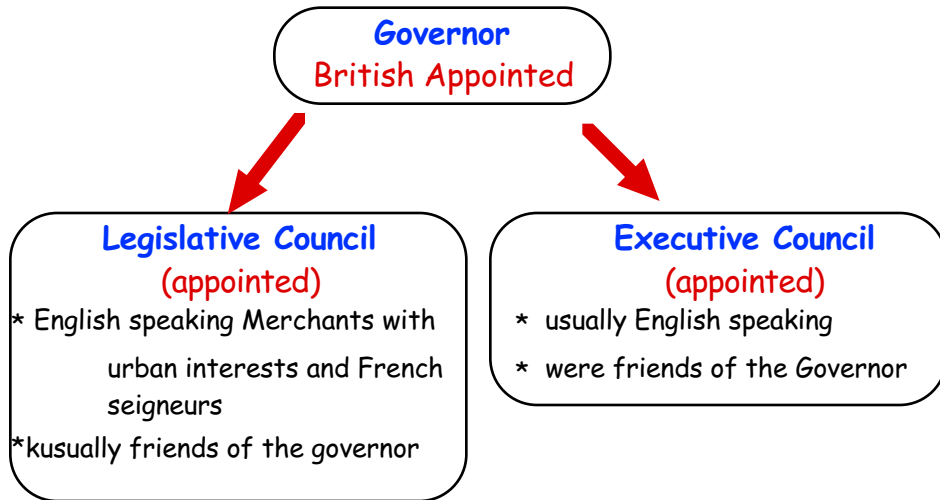 Governor
British Appointed
Legislative Council
(appointed)
* English speaking Merchants with
urban interests and French
seigneurs
*kusually friends of the governor
Executive Council
(appointed)
* usually English speaking
* were friends of the Governor